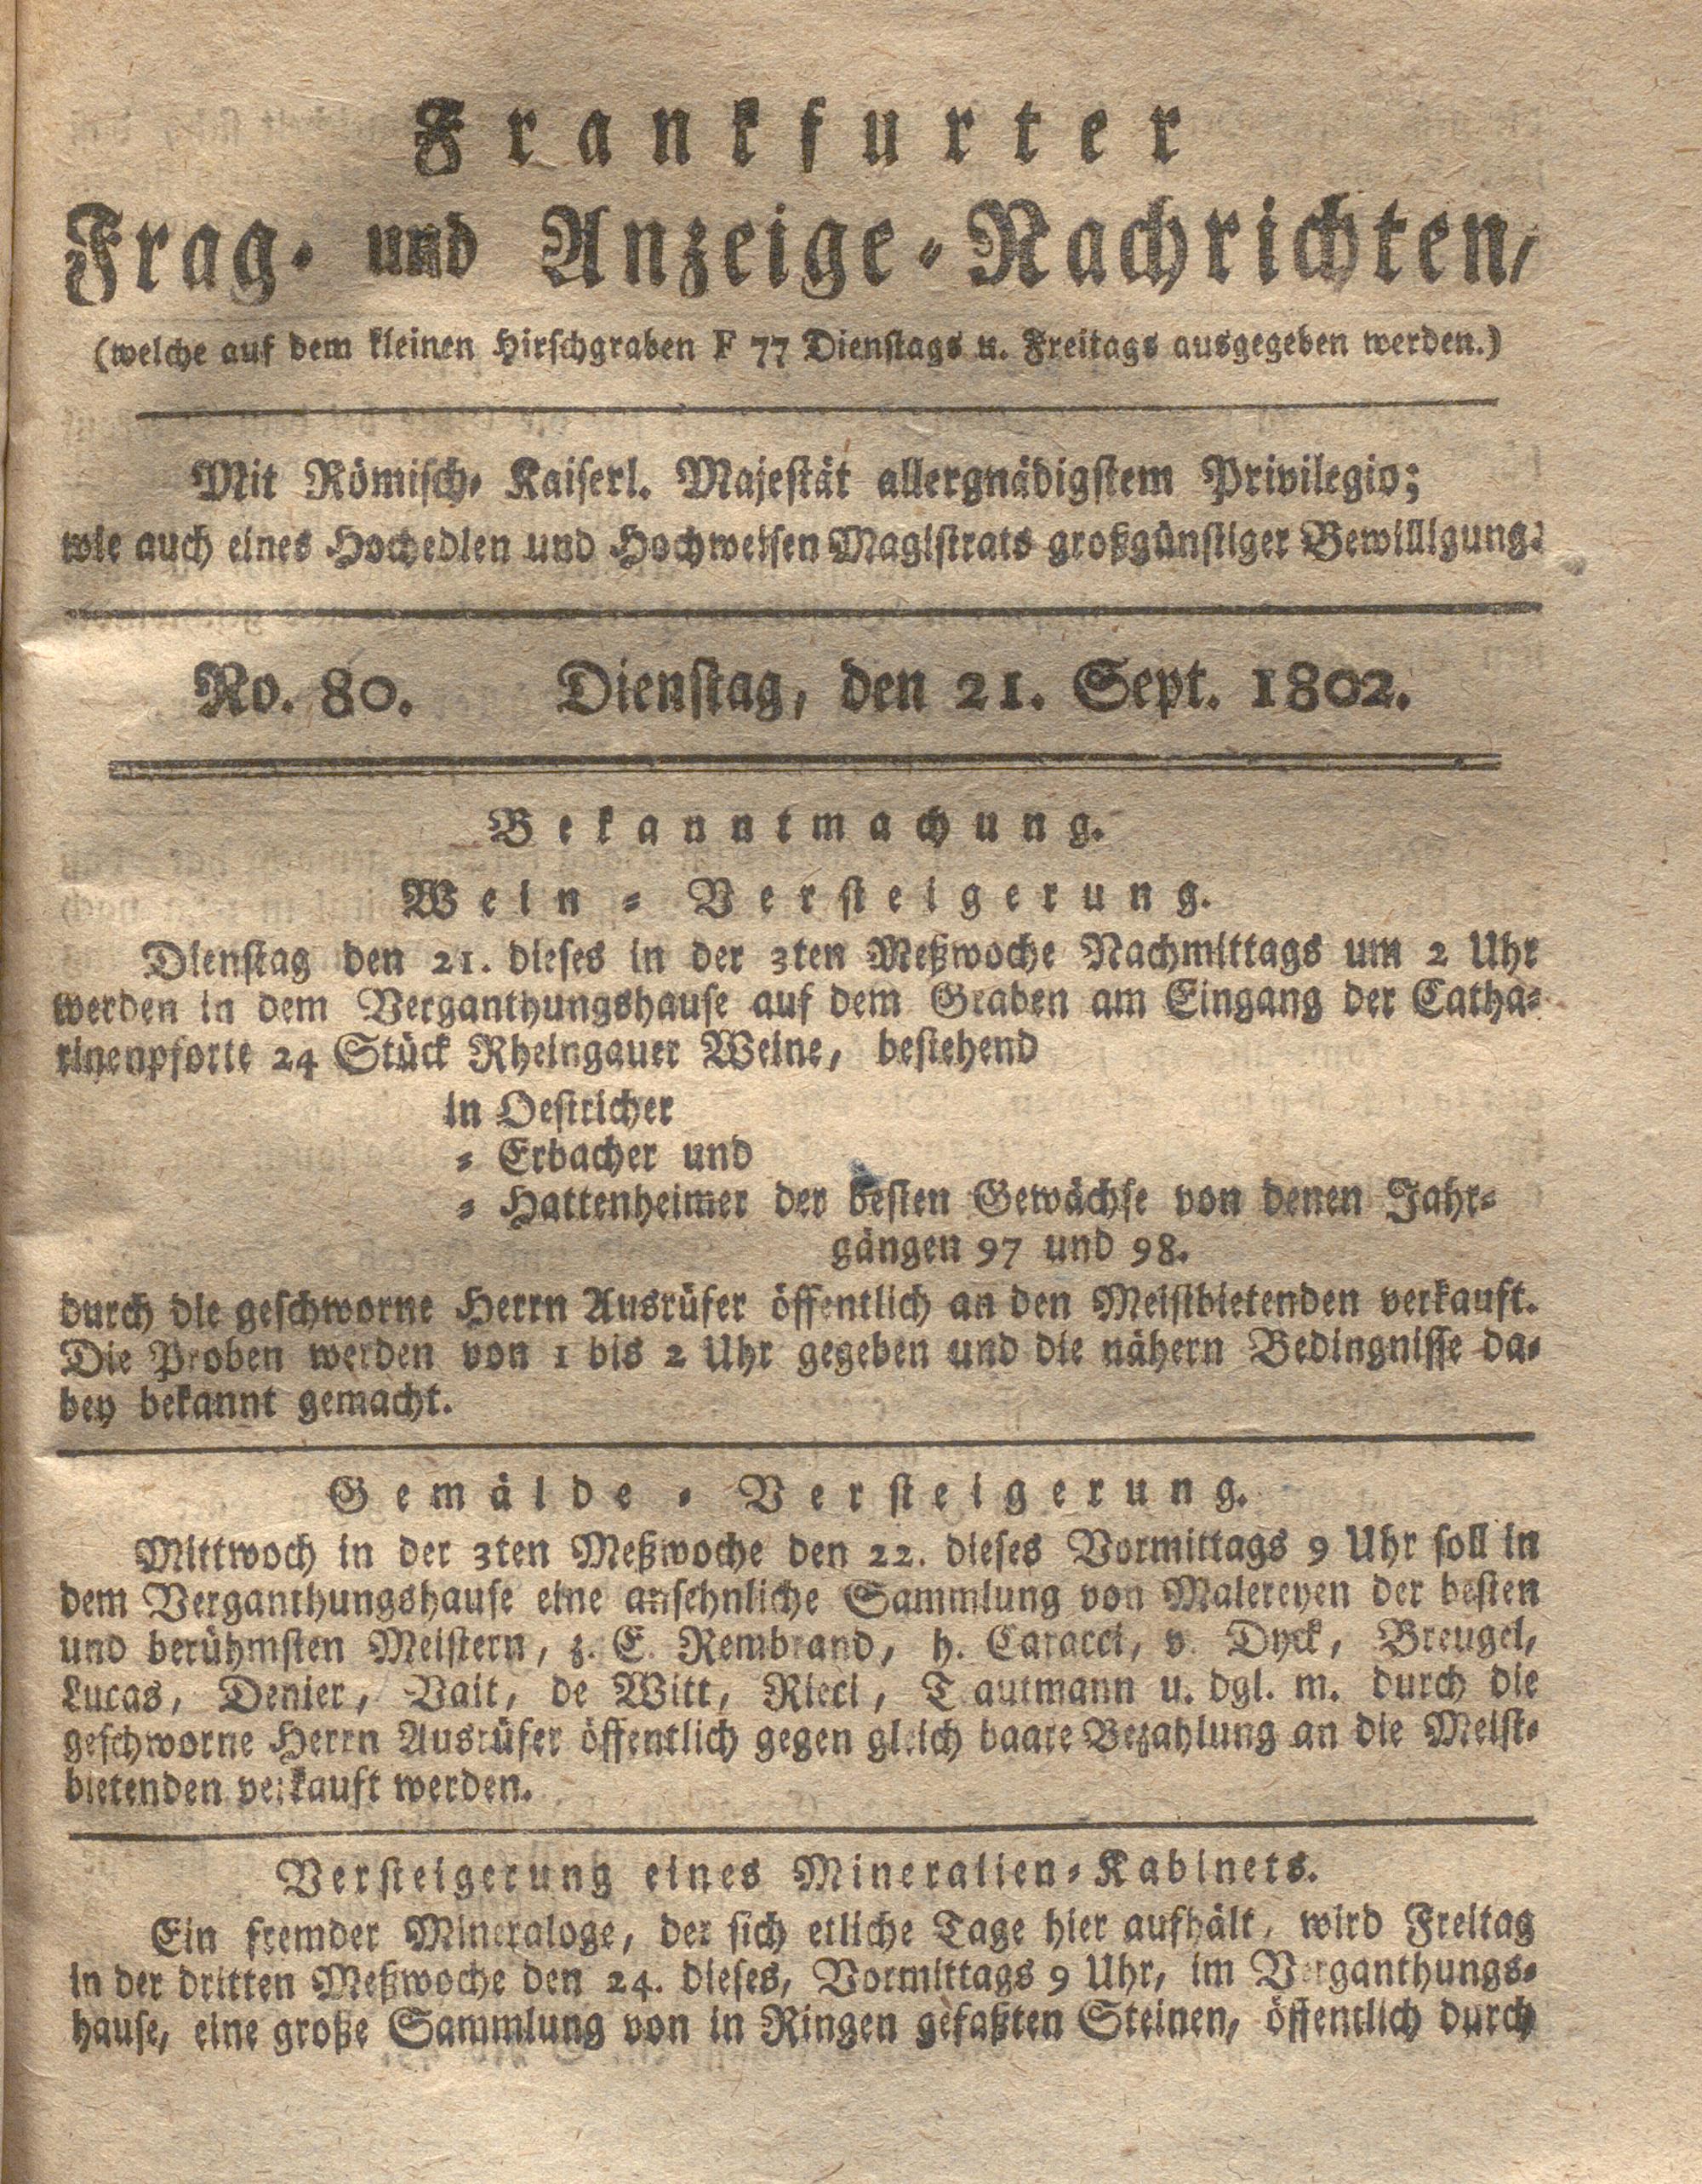 Frankfurter
Frag- und Anzeige-Nachrichten,
(welche auf dem kleinen Hirschgraben F 77 Dienstags u. Freitags ausgegeben werden.)
Mit Römisch- Kaiserl. Majestät allergnädigstem Privilegio;
wie auch eines Hochedlen und Hochweisen Magistrats großgünstiger Bewilligung.
No. 80. Dienstag, den 21. Sept. 1802.
Bekanntmachung.
Wein-Versteigerung.
Dienstag den 21. dieses in der 3ten Meßwoche Nachmittags um 2 Uhr
werden in dem Verganthungshause auf dem Graben am Eingang der Catha-
rinenpforte 24 Stück Rheingauer Weine, bestehend
in Oestricher
- Erbacher und
- Hattenheimer der besten Gewächse von denen Jahr-
gängen 97 und 98.
durch die geschworne Herrn Ausrüfer öffentlich an den Meistbietenden verkauft.
Die Proben werden von 1 bis 2 Uhr gegeben und die nähern Bedingnisse da-
bey bekannt gemacht.
Gemälde-Versteigerung.
Mittwoch in der 3ten Meßwoche den 22. dieses Vormittags 9 Uhr soll in
dem Verganthungshause eine ansehnliche Sammlung von Malereyen der besten
und berühmsten Meistern, z. E. Rembrand, h. Caracci, v. Dyck, Breugel,
Lucas, Denier, Vait, de Witt, Ricci, Trautmann u. dgl. m. durch die
geschworne Herrn Ausrüfer öffentlich gegen gleich baare Bezahlung an die Meist-
bietenden verkauft werden.
Versteigerung eines Mineralien-Kabinets.
Ein fremder Mineraloge, der sich etliche Tage hier aufhält, wird Freitag
in der dritten Meßwoche den 24. dieses, Vormittags 9 Uhr, im Verganthungs-
hause, eine große Sammlung von in Ringen gefaßten Steinen, öffentlich durch